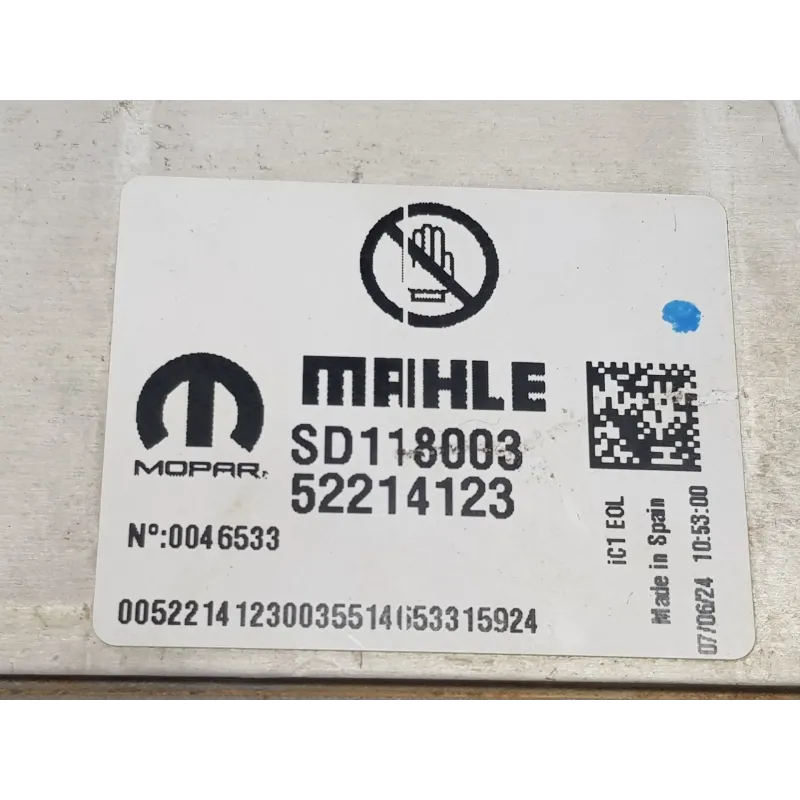 MAHLE
MOPAR
SD118003
52214123
N°:0046533
00522141230035514653315924
iC1 EOL
Made in Spain
07/06/24 10:53:00